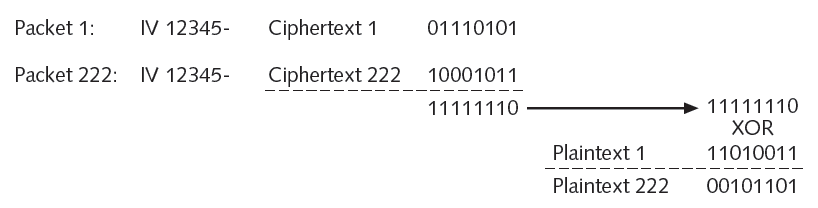 Packet 1: IV 12345- Ciphertext 1 01110101
Packet 222: IV 12345- Ciphertext 222 10001011
11111110 11111110
XOR
Plaintext 1 11010011
Plaintext 222 00101101